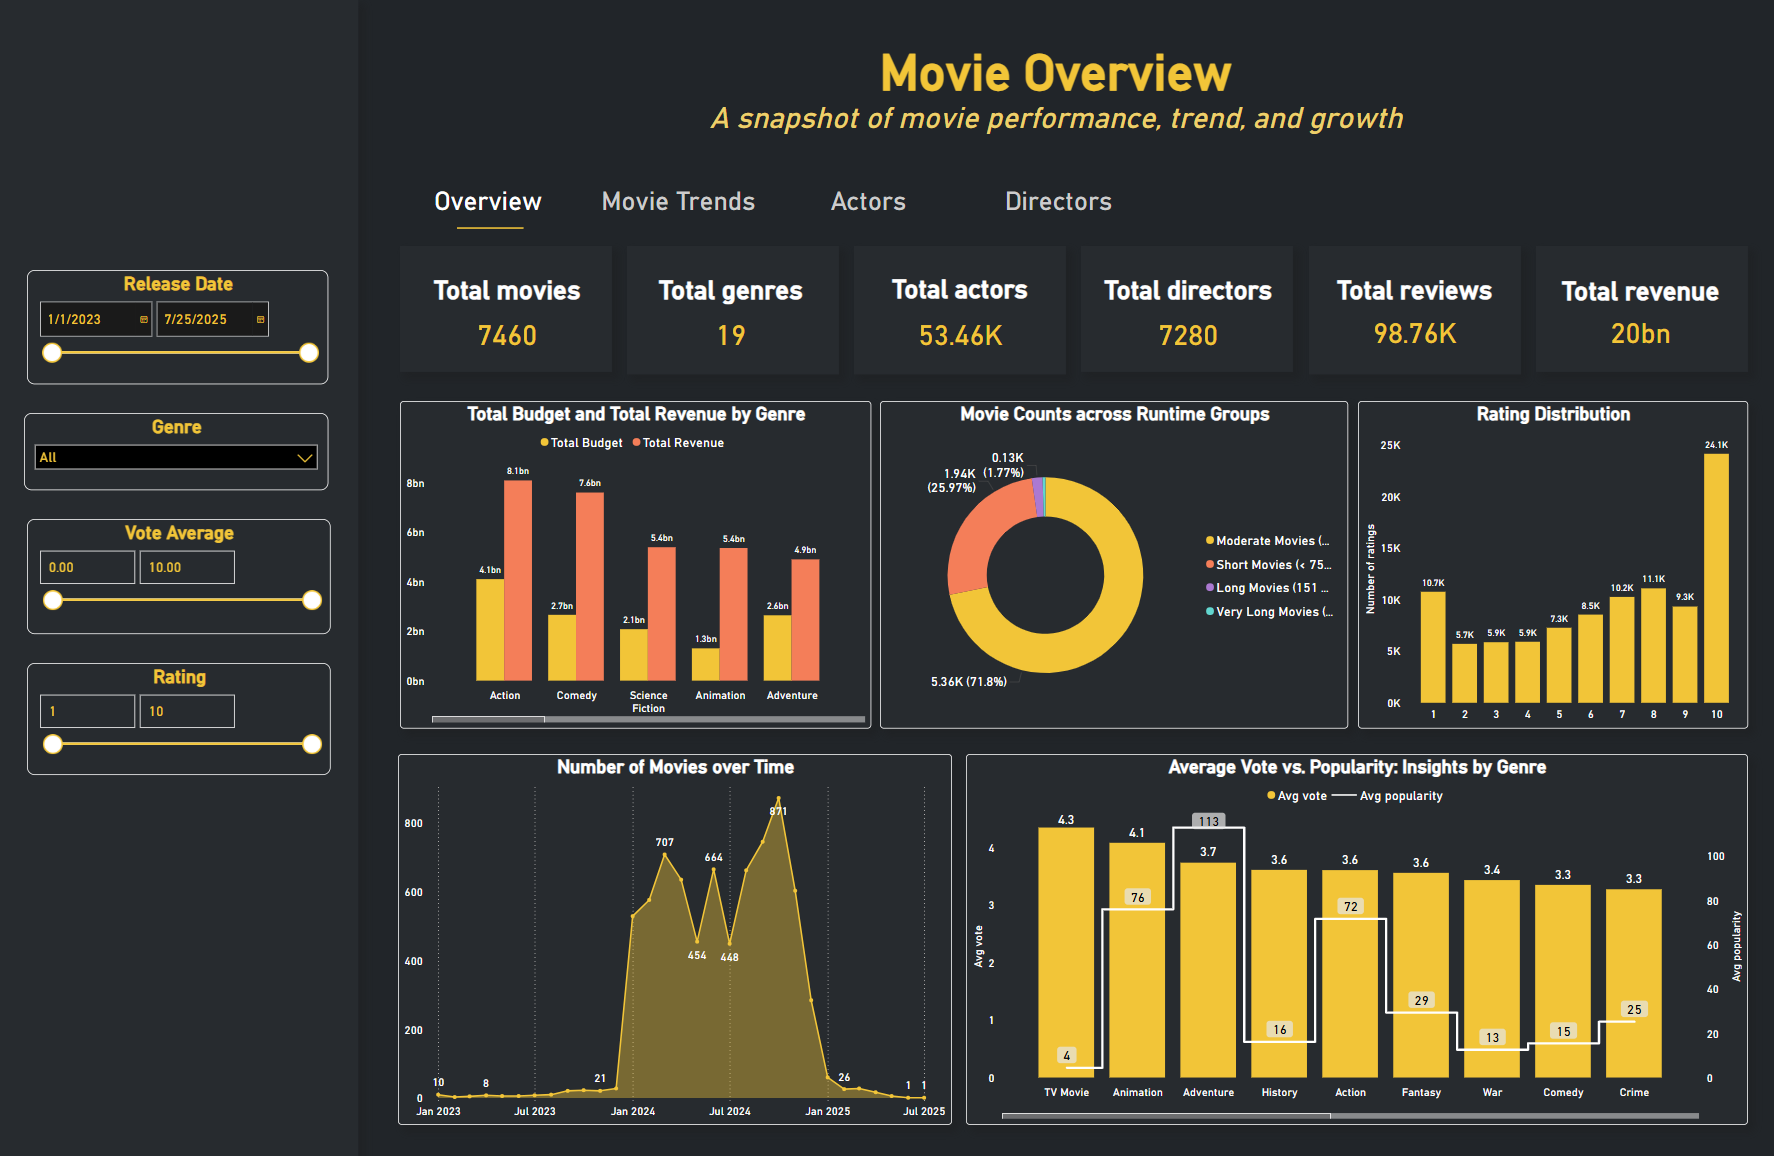 Movie Overview
A snapshot of movie performance, trend, and growth
Overview Movie Trends Actors Directors
Release Date
1/1/2023 7/25/2025
Genre
All
Vote Average
0.00 10.00
Rating
1 10
Total movies
7460
Total genres
19
Total actors
53.46K
Total directors
7280
Total reviews
98.76K
Total revenue
20bn
Total Budget and Total Revenue by Genre
Total Budget Total Revenue
8bn
6bn
4bn
2bn
0bn
4.1bn 8.1bn
2.7bn 7.6bn
2.1bn 5.4bn
1.3bn 5.4bn
2.6bn 4.9bn
Action Comedy Science Animation Adventure
Fiction
Movie Counts across Runtime Groups
0.13K
(1.77%)
1.94K
(25.97%)
5.36K (71.8%)
Moderate Movies (...
Short Movies (< 75...
Long Movies (151 ...
Very Long Movies (...
Rating Distribution
Number of ratings
25K
20K
15K
10K
5K
0K
10.7K 5.7K 5.9K 5.9K 7.3K 8.5K 10.2K 11.1K 9.3K 24.1K
1 2 3 4 5 6 7 8 9 10
Number of Movies over Time
800
600
400
200
0
10 8 21 707 454 664 448 871 26 1 1
Jan 2023 Jul 2023 Jan 2024 Jul 2024 Jan 2025 Jul 2025
Average Vote vs. Popularity: Insights by Genre
Avg vote Avg popularity
Avg vote
4
3
2
1
0
4.3 4.1 3.7 3.6 3.6 3.6 3.4 3.3 3.3
4 76 113 16 72 29 13 15 25
TV Movie Animation Adventure History Action Fantasy War Comedy Crime
100
80
60
40
20
0
Avg popularity